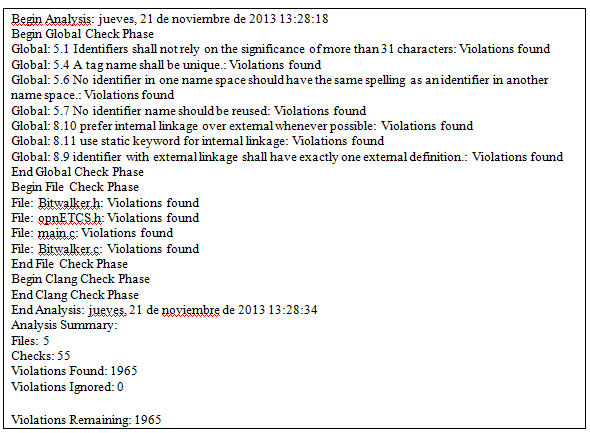 Begin Analysis: jueves, 21 de noviembre de 2013 13:28:18
Begin Global Check Phase
Global: 5.1 Identifiers shall not rely on the significance of more than 31 characters: Violations found
Global: 5.4 A tag name shall be unique.: Violations found
Global: 5.6 No identifier in one name space should have the same spelling as an identifier in another
name space.: Violations found
Global: 5.7 No identifier name should be reused: Violations found
Global: 8.10 prefer internal linkage over external whenever possible: Violations found
Global: 8.11 use static keyword for internal linkage: Violations found
Global: 8.9 identifier with external linkage shall have exactly one external definition.: Violations found
End Global Check Phase
Begin File Check Phase
File: Bitwalker.h: Violations found
File: opnETCS.h: Violations found
File: main.c: Violations found
File: Bitwalker.c: Violations found
End File Check Phase
Begin Clang Check Phase
End Clang Check Phase
End Analysis: jueves, 21 de noviembre de 2013 13:28:34
Analysis Summary:
Files: 5
Checks: 55
Violations Found: 1965
Violations Ignored: 0
Violations Remaining: 1965